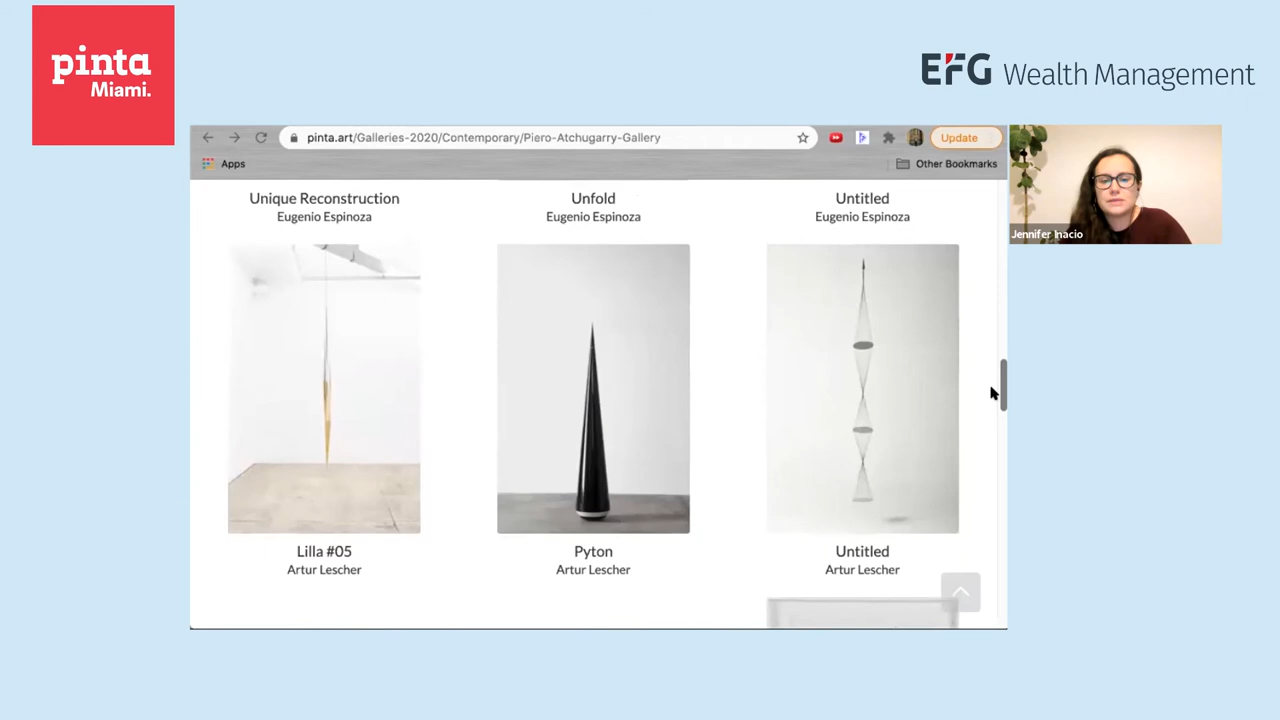 pinta
Miami.
EFG Wealth Management
pinta.art/Galleries-2020/Contemporary/Piero-Atchugarry-Gallery
Update
Apps
Other Bookmarks
Jennifer Inacio
Unique Reconstruction
Eugenio Espinoza
Unfold
Eugenio Espinoza
Untitled
Eugenio Espinoza
Lilla #05
Artur Lescher
Pyton
Artur Lescher
Untitled
Artur Lescher